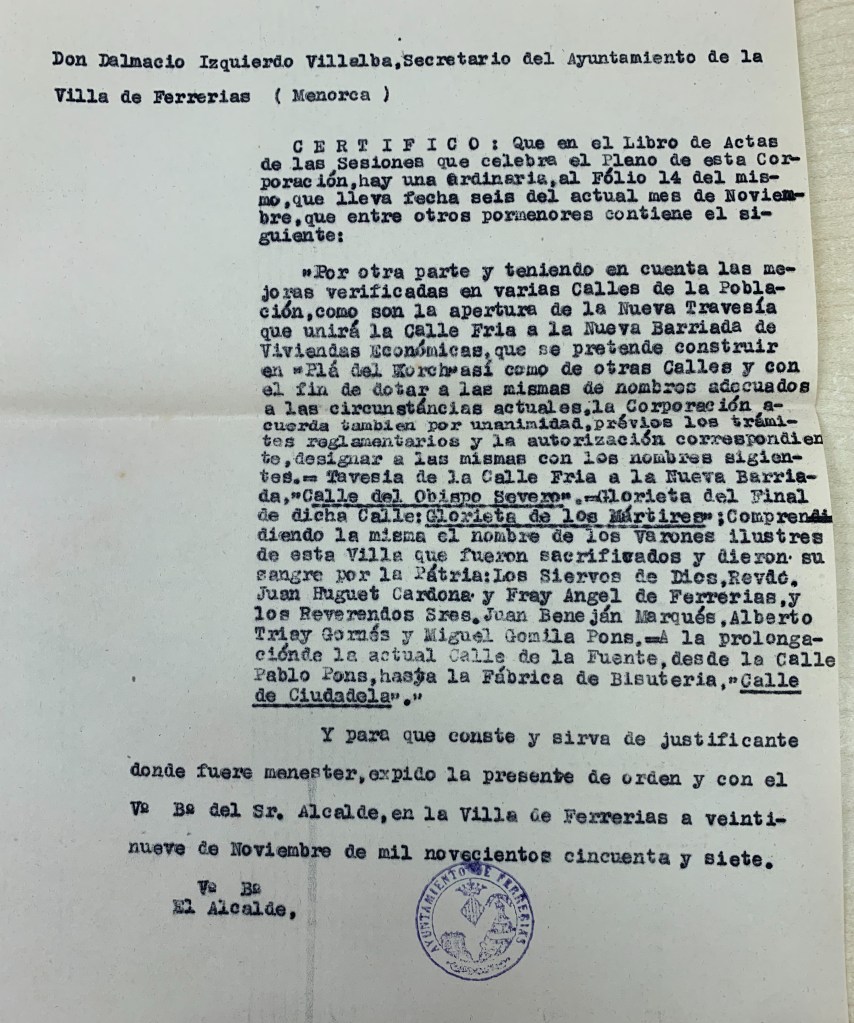 Don Dalmacio Izquierdo Villalba,Secretario del Ayuntamiento de la
Villa de Ferrerias ( Menorca )
C E R T I F I C O : Que en el Libro de Actas
de las Sesiones que celebra el Pleno de esta Cor-
poración,hay una ordinaria,al Fólio 14 del mis-
mo,que lleva fecha seis del actual mes de Noviem-
bre,que entre otros pormenores contiene el si-
guiente:
"Por otra parte y teniendo en cuenta las me-
joras verificadas en varias Calles de la Pobla-
ción,como son la apertura de la Nueva Travesía
que unirá la Calle Fria a la Nueva Barriada de
Viviendas Económicas,que se pretende construir
en "Plá del Horch"así como de otras Calles y con
el fin de dotar a las mismas de nombres adecuados
a las circunstáncias actuales,la Corporación a-
cuerda tambien por unanimidad,prévios los trámi-
tes reglamentarios y la autorización correspondien
te,designar a las mismas con los nombres sigien-
tes.= Tavesia de la Calle Fria a la Nueva Barria-
da,"Calle del Obispo Severo".=Glorieta del Final
de dicha Calle:Glorieta de los Mártires";Comprendi
diendo la misma el nombre de los Varones ilustres
de esta Villa que fueron sacrificados y dieron su
sangre por la Pátria:Los Siervos de Dios,Revdo.
Juan Huguet Cardona y Fray Angel de Ferrerias,y
los Reverendos Sres.Juan Beneján Marqués,Alberto
Triay Gornés y Miguel Gomila Pons.=A la prolonga-
ciónde la actual Calle de la Fuente,desde la Calle
Pablo Pons,hasta la Fábrica de Bisuteria,"Calle
de Ciudadela"."
Y para que conste y sirva de justificante
donde fuere menester,expido la presente de orden y con el
Vº Bº del Sr. Alcalde,en la Villa de Ferrerias a veinti-
nueve de Noviembre de mil novecientos cincuenta y siete.
Vº Bº
El Alcalde,
AYUNTAMIENTO DE FERRERIAS